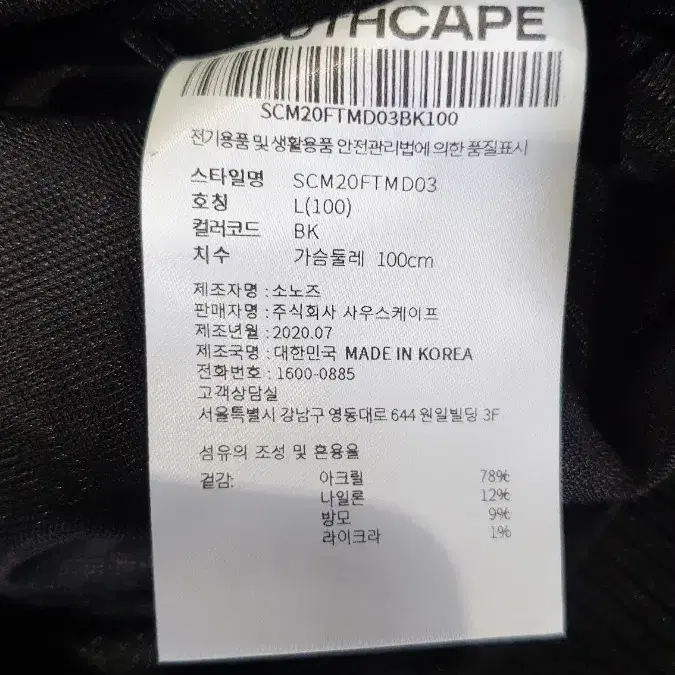 SCM20FTMD03BK100
전기용품 및 생활용품 안전관리법에 의한 품질표시
스타일명 SCM20FTMD03
호칭 L(100)
컬러코드 BK
치수 가슴둘레 100cm
제조자명 : 소노즈
판매자명 : 주식회사 사우스케이프
제조년월 : 2020.07
제조국명 : 대한민국 MADE IN KOREA
전화번호 : 1600-0885
고객상담실
서울특별시 강남구 영동대로 644 원일빌딩 3F
섬유의 조성 및 혼용율
겉감: 아크릴 78%
나일론 12%
방모 9%
라이크라 1%